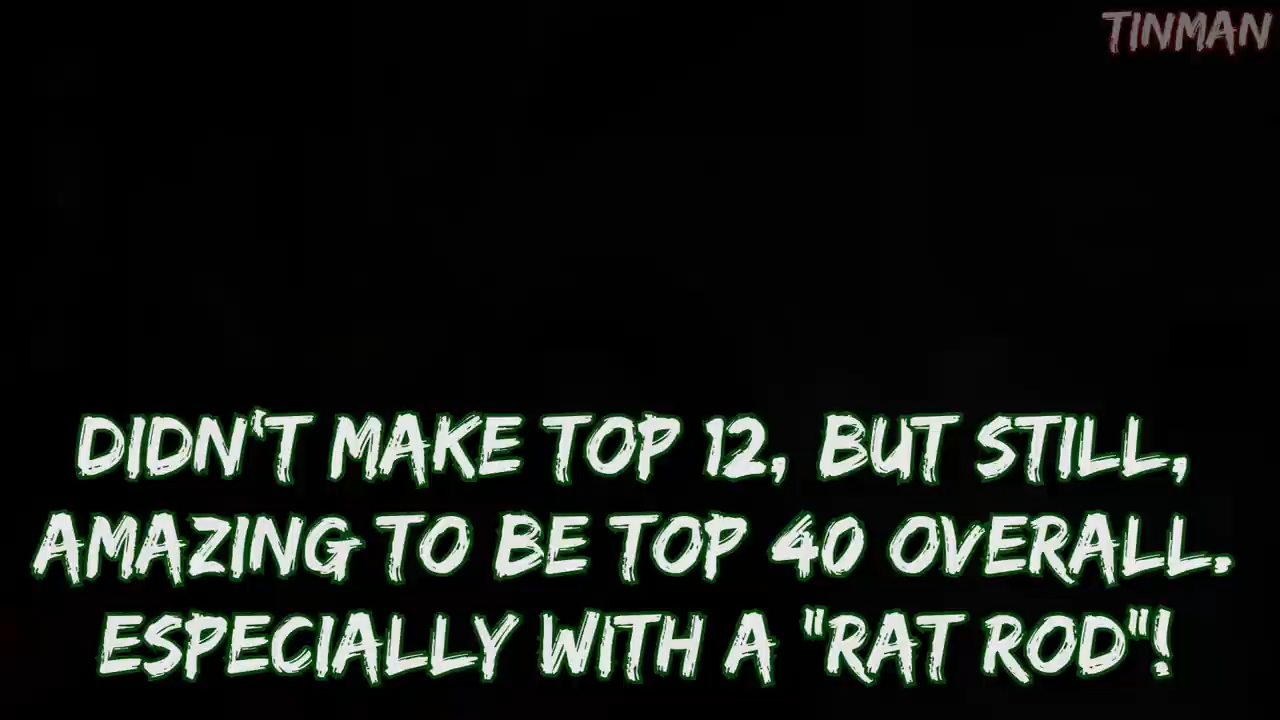 TINMAN
DIDN'T MAKE TOP 12, BUT STILL,
AMAZING TO BE TOP 40 OVERALL.
ESPECIALLY WITH A "RAT ROD"!